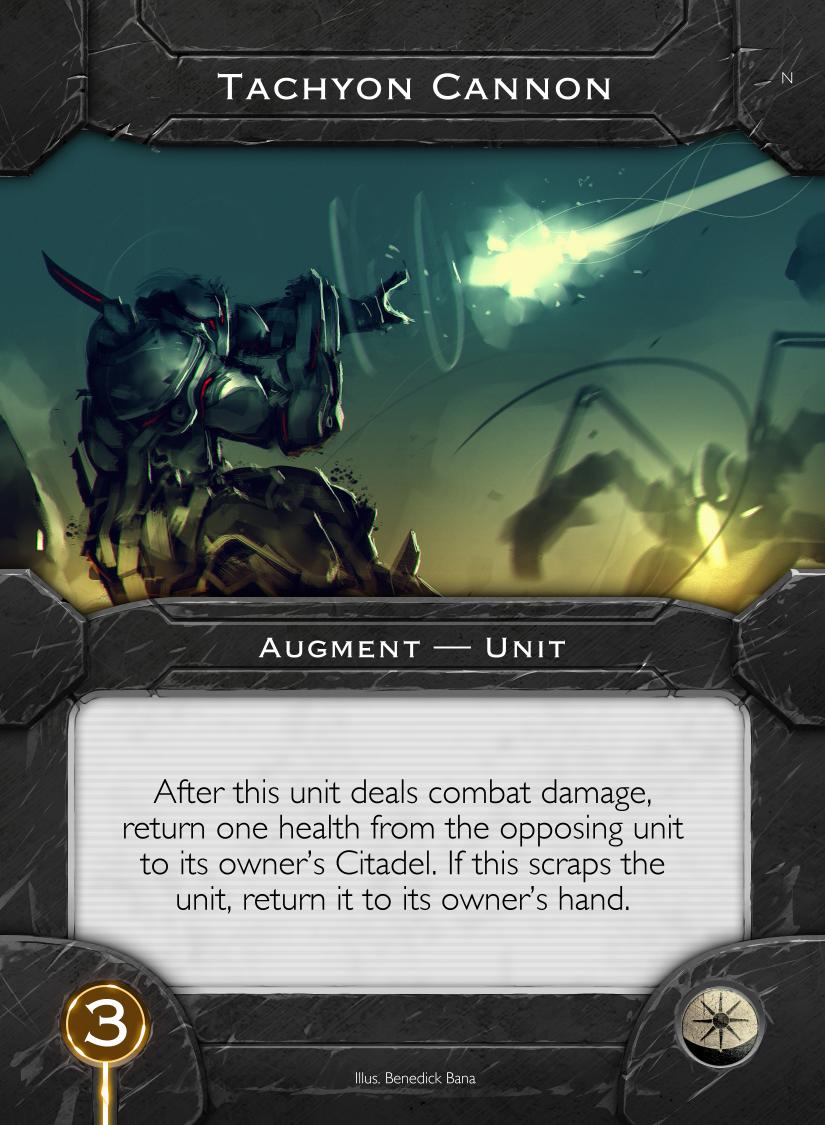 Tachyon Cannon
N
Augment — Unit
After this unit deals combat damage,
return one health from the opposing unit
to its owner's Citadel. If this scraps the
unit, return it to its owner's hand.
3
Illus. Benedick Bana